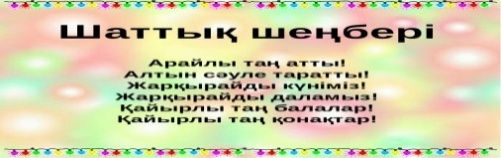 Шаттық шеңбері
Арайлы таң атты!
Алтын сәуле таратты!
Жарқырайды күніміз!
Жарқырайды даламыз!
Қайырлы таң балалар!
Қайырлы таң қонақтар!